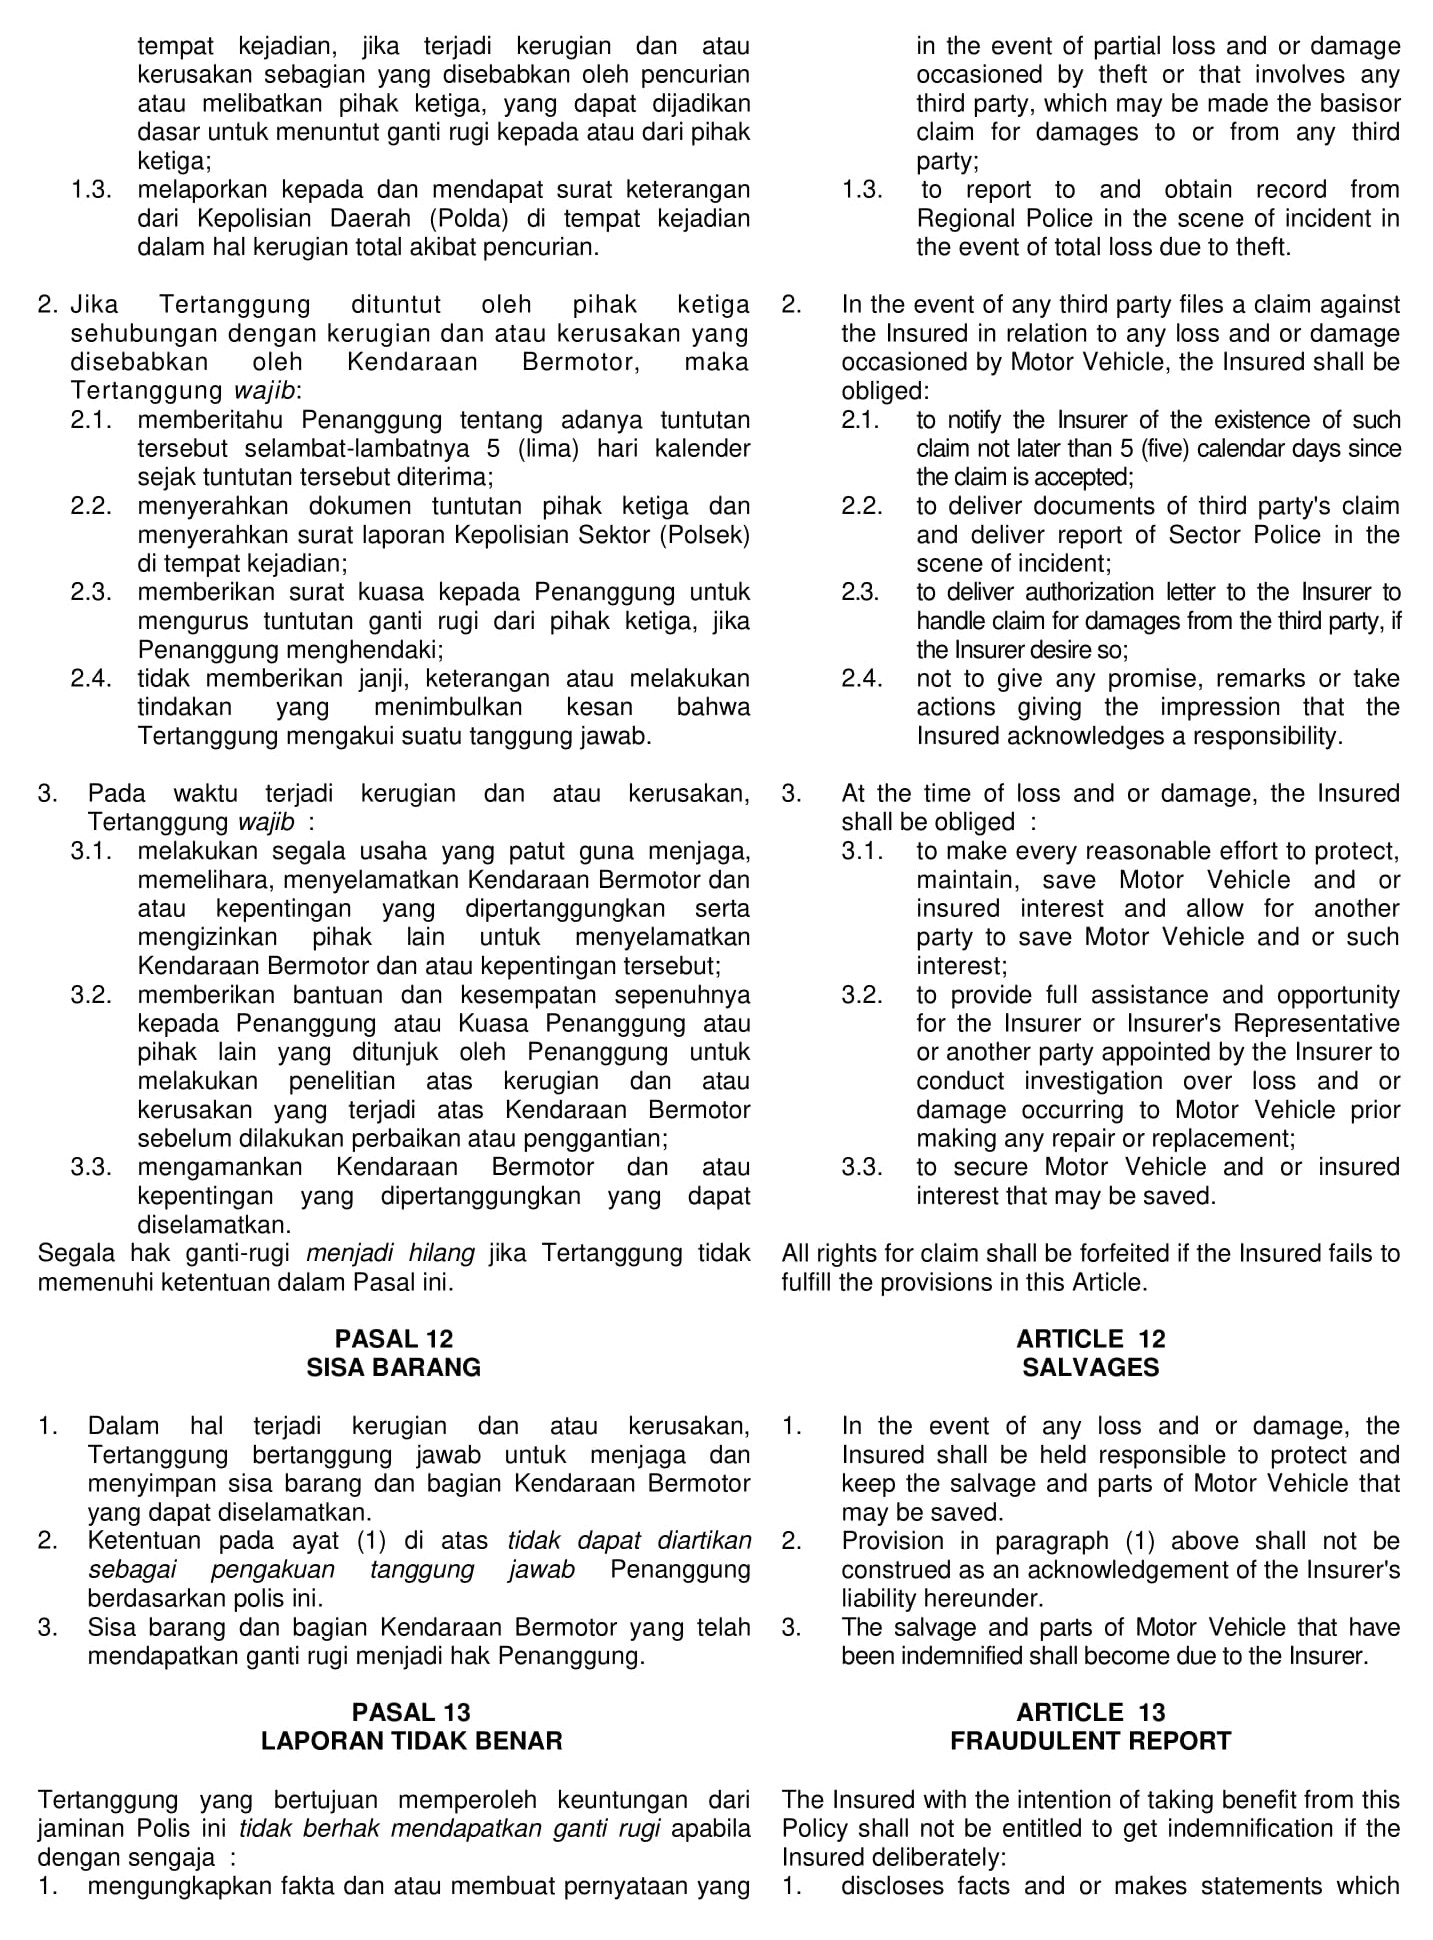 tempat kejadian, jika terjadi kerugian dan atau
kerusakan sebagian yang disebabkan oleh pencurian
atau melibatkan pihak ketiga, yang dapat dijadikan
dasar untuk menuntut ganti rugi kepada atau dari pihak
ketiga;
1.3. melaporkan kepada dan mendapat surat keterangan
dari Kepolisian Daerah (Polda) di tempat kejadian
dalam hal kerugian total akibat pencurian.
2. Jika Tertanggung dituntut oleh pihak ketiga
sehubungan dengan kerugian dan atau kerusakan yang
disebabkan oleh Kendaraan Bermotor, maka
Tertanggung wajib:
2.1. memberitahu Penanggung tentang adanya tuntutan
tersebut selambat-lambatnya 5 (lima) hari kalender
sejak tuntutan tersebut diterima;
2.2. menyerahkan dokumen tuntutan pihak ketiga dan
menyerahkan surat laporan Kepolisian Sektor (Polsek)
di tempat kejadian;
2.3. memberikan surat kuasa kepada Penanggung untuk
mengurus tuntutan ganti rugi dari pihak ketiga, jika
Penanggung menghendaki;
2.4. tidak memberikan janji, keterangan atau melakukan
tindakan yang menimbulkan kesan bahwa
Tertanggung mengakui suatu tanggung jawab.
3. Pada waktu terjadi kerugian dan atau kerusakan,
Tertanggung wajib :
3.1. melakukan segala usaha yang patut guna menjaga,
memelihara, menyelamatkan Kendaraan Bermotor dan
atau kepentingan yang dipertanggungkan serta
mengizinkan pihak lain untuk menyelamatkan
Kendaraan Bermotor dan atau kepentingan tersebut;
3.2. memberikan bantuan dan kesempatan sepenuhnya
kepada Penanggung atau Kuasa Penanggung atau
pihak lain yang ditunjuk oleh Penanggung untuk
melakukan penelitian atas kerugian dan atau
kerusakan yang terjadi atas Kendaraan Bermotor
sebelum dilakukan perbaikan atau penggantian;
3.3. mengamankan Kendaraan Bermotor dan atau
kepentingan yang dipertanggungkan yang dapat
diselamatkan.
Segala hak ganti-rugi menjadi hilang jika Tertanggung tidak
memenuhi ketentuan dalam Pasal ini.
PASAL 12
SISA BARANG
1. Dalam hal terjadi kerugian dan atau kerusakan,
Tertanggung bertanggung jawab untuk menjaga dan
menyimpan sisa barang dan bagian Kendaraan Bermotor
yang dapat diselamatkan.
2. Ketentuan pada ayat (1) di atas tidak dapat diartikan
sebagai pengakuan tanggung jawab Penanggung
berdasarkan polis ini.
3. Sisa barang dan bagian Kendaraan Bermotor yang telah
mendapatkan ganti rugi menjadi hak Penanggung.
PASAL 13
LAPORAN TIDAK BENAR
Tertanggung yang bertujuan memperoleh keuntungan dari
jaminan Polis ini tidak berhak mendapatkan ganti rugi apabila
dengan sengaja :
1. mengungkapkan fakta dan atau membuat pernyataan yang
in the event of partial loss and or damage
occasioned by theft or that involves any
third party, which may be made the basisor
claim for damages to or from any third
party;
1.3. to report to and obtain record from
Regional Police in the scene of incident in
the event of total loss due to theft.
2. In the event of any third party files a claim against
the Insured in relation to any loss and or damage
occasioned by Motor Vehicle, the Insured shall be
obliged:
2.1. to notify the Insurer of the existence of such
claim not later than 5 (five) calendar days since
the claim is accepted;
2.2. to deliver documents of third party's claim
and deliver report of Sector Police in the
scene of incident;
2.3. to deliver authorization letter to the Insurer to
handle claim for damages from the third party, if
the Insurer desire so;
2.4. not to give any promise, remarks or take
actions giving the impression that the
Insured acknowledges a responsibility.
3. At the time of loss and or damage, the Insured
shall be obliged :
3.1. to make every reasonable effort to protect,
maintain, save Motor Vehicle and or
insured interest and allow for another
party to save Motor Vehicle and or such
interest;
3.2. to provide full assistance and opportunity
for the Insurer or Insurer's Representative
or another party appointed by the Insurer to
conduct investigation over loss and or
damage occurring to Motor Vehicle prior
making any repair or replacement;
3.3. to secure Motor Vehicle and or insured
interest that may be saved.
All rights for claim shall be forfeited if the Insured fails to
fulfill the provisions in this Article.
ARTICLE 12
SALVAGES
1. In the event of any loss and or damage, the
Insured shall be held responsible to protect and
keep the salvage and parts of Motor Vehicle that
may be saved.
2. Provision in paragraph (1) above shall not be
construed as an acknowledgement of the Insurer's
liability hereunder.
3. The salvage and parts of Motor Vehicle that have
been indemnified shall become due to the Insurer.
ARTICLE 13
FRAUDULENT REPORT
The Insured with the intention of taking benefit from this
Policy shall not be entitled to get indemnification if the
Insured deliberately:
1. discloses facts and or makes statements which